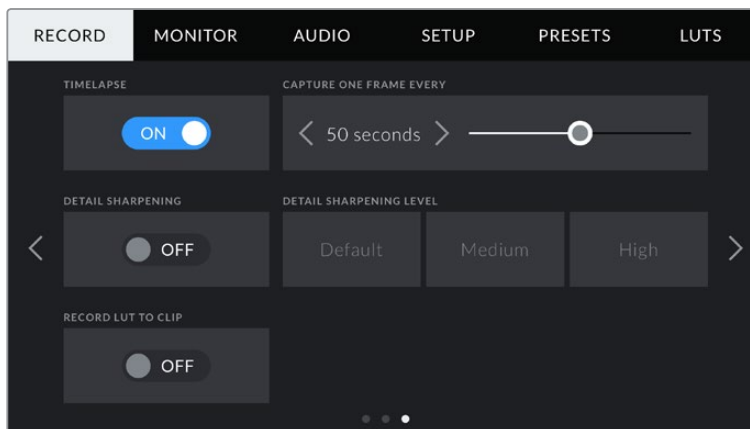 RECORD MONITOR AUDIO SETUP PRESETS LUTS
TIMELAPSE CAPTURE ONE FRAME EVERY
ON 50 seconds
DETAIL SHARPENING DETAIL SHARPENING LEVEL
OFF Default Medium High
RECORD LUT TO CLIP
OFF